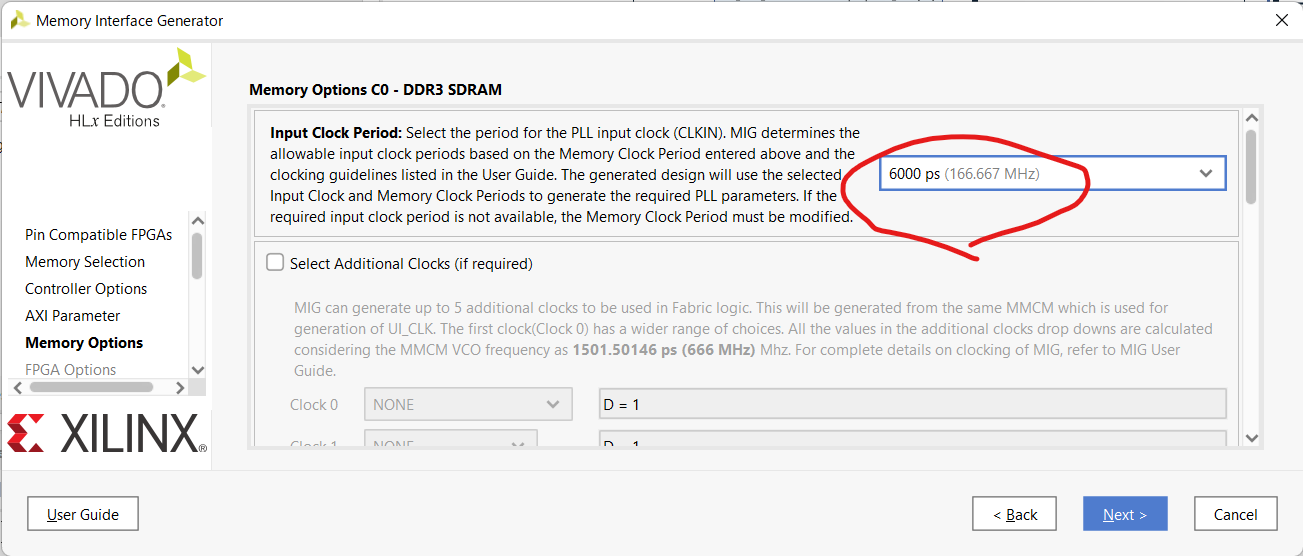 Memory Interface Generator
VIVADO
HLx Editions
Pin Compatible FPGAs
Memory Selection
Controller Options
AXI Parameter
Memory Options
FPGA Options
XILINX®
Memory Options C0 - DDR3 SDRAM
Input Clock Period: Select the period for the PLL input clock (CLKIN). MIG determines the
allowable input clock periods based on the Memory Clock Period entered above and the
clocking guidelines listed in the User Guide. The generated design will use the selected
Input Clock and Memory Clock Periods to generate the required PLL parameters. If the
required input clock period is not available, the Memory Clock Period must be modified.
6000 ps (166.667 MHz)
Select Additional Clocks (if required)
MIG can generate up to 5 additional clocks to be used in Fabric logic. This will be generated from the same MMCM which is used for
generation of UI_CLK. The first clock(Clock 0) has a wider range of choices. All the values in the additional clocks drop downs are calculated
considering the MMCM VCO frequency as 1501.50146 ps (666 MHz) Mhz. For complete details on clocking of MIG, refer to MIG User
Guide.
Clock 0 NONE D = 1
Clock 1 NONE D = 1
User Guide
< Back
Next >
Cancel